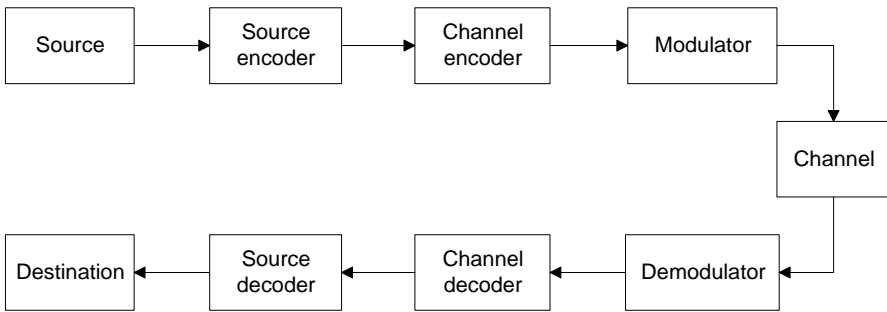 Source
Source
encoder
Channel
encoder
Modulator
Channel
Destination
Source
decoder
Channel
decoder
Demodulator